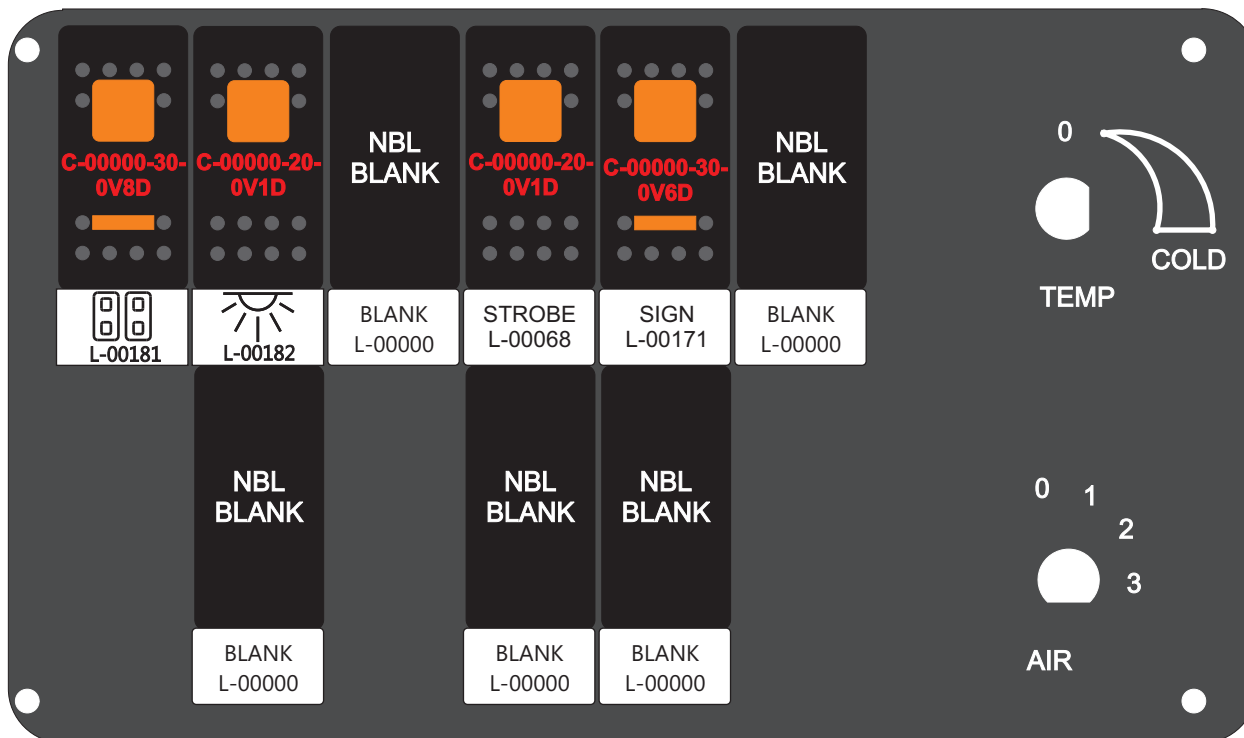 C-00000-30-
0V8D
C-00000-20-
0V1D
NBL
BLANK
C-00000-20-
0V1D
C-00000-30-
0V6D
NBL
BLANK
L-00181
L-00182
BLANK
L-00000
STROBE
L-00068
SIGN
L-00171
BLANK
L-00000
0
COLD
TEMP
NBL
BLANK
NBL
BLANK
NBL
BLANK
BLANK
L-00000
BLANK
L-00000
BLANK
L-00000
0
1
2
3
AIR